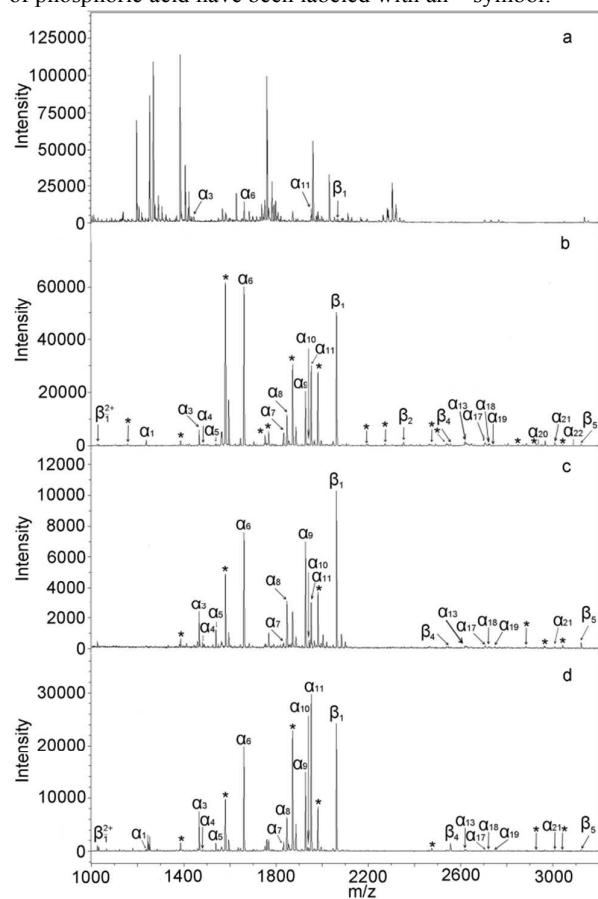 of phosphoric acid have been labeled with an * symbol.
a
125000
100000
75000
50000
25000
0
Intensity
α3
α6
α11
β1
b
60000
40000
20000
0
Intensity
β1 2+
*
α1
*
α3
α4
α5
*
α6
*
*
α7
α8
*
α9
α10
α11
*
β1
*
*
β2
*
*
β4
α13
α17
α18
α19
*
*
α20
α21
*
α22
β5
c
12000
10000
8000
6000
4000
2000
0
Intensity
*
α3
α4
α5
*
α6
α7
α8
α9
α10
α11
*
β1
β4
α13
α17
α18
α19
*
*
α21
*
β5
d
30000
20000
10000
0
Intensity
β1 2+
α1
*
α3
α4
α5
*
α6
α7
α8
*
α9
α10
α11
*
β1
*
β4
α13
α17
α18
α19
*
α21
*
β5
1000 1400 1800 2200 2600 3000
m/z